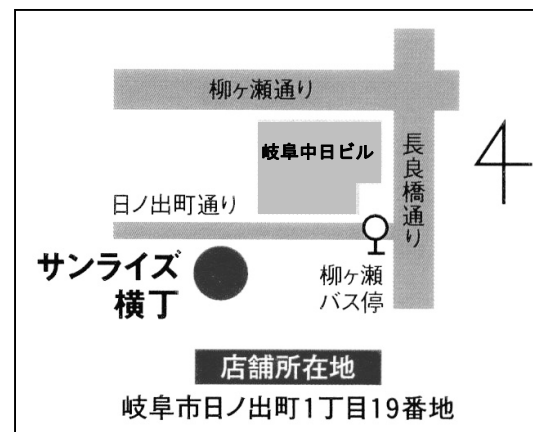 柳ヶ瀬通り
岐阜中日ビル
長良橋通り
日ノ出町通り
サンライズ
横丁
柳ヶ瀬
バス停
店舗所在地
岐阜市日ノ出町1丁目19番地